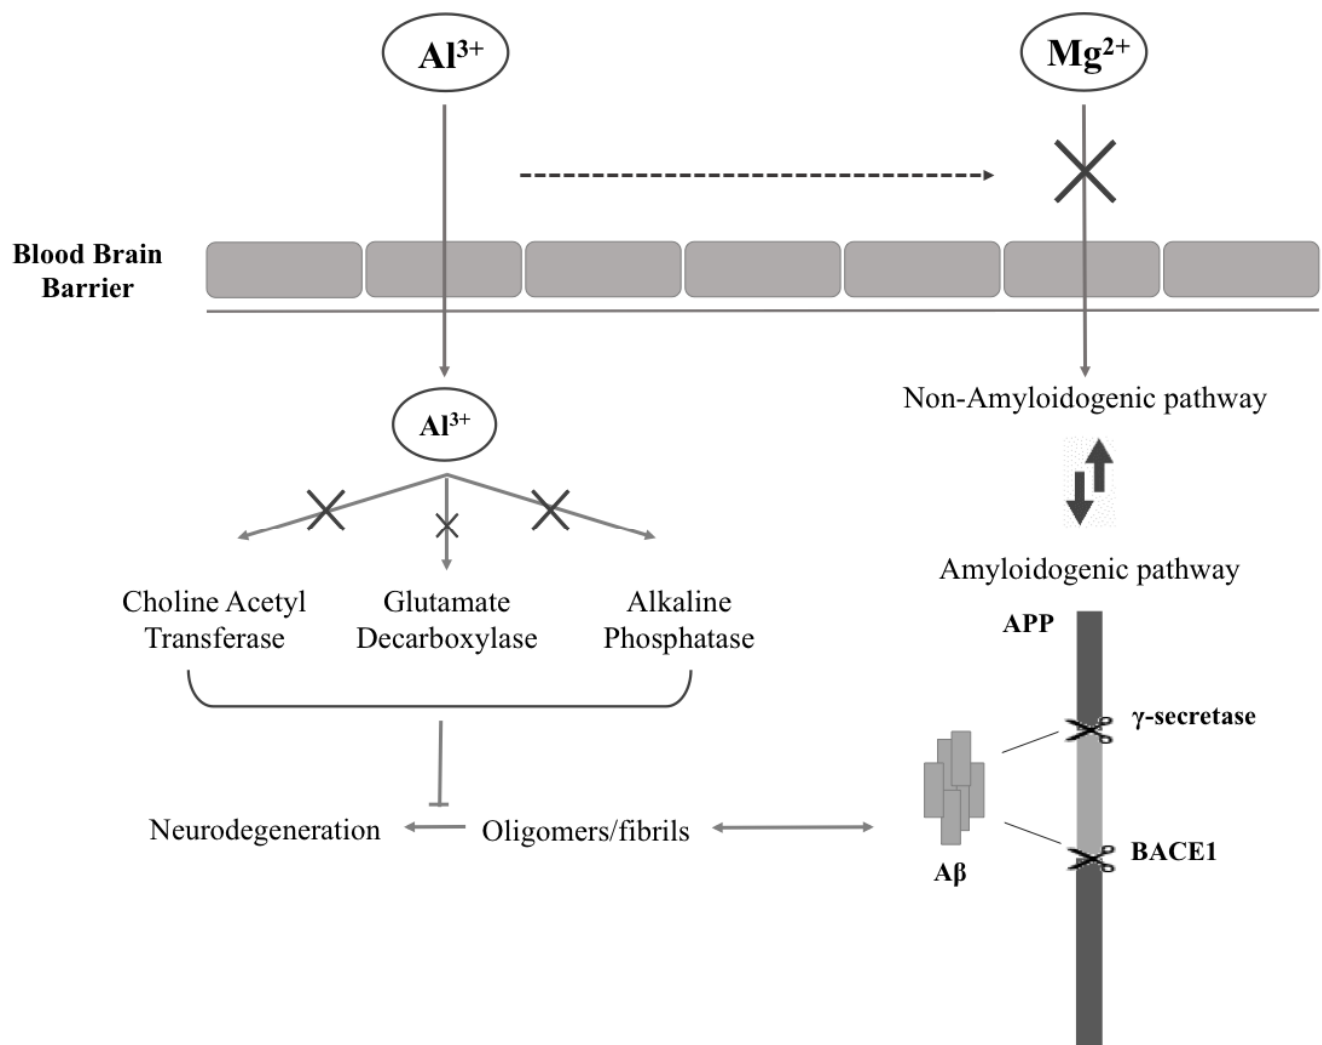 Al³⁺
Mg²⁺
Blood Brain
Barrier
Al³⁺
Non-Amyloidogenic pathway
Amyloidogenic pathway
Choline Acetyl
Transferase
Glutamate
Decarboxylase
Alkaline
Phosphatase
APP
γ-secretase
Neurodegeneration
Oligomers/fibrils
BACE1
Aβ